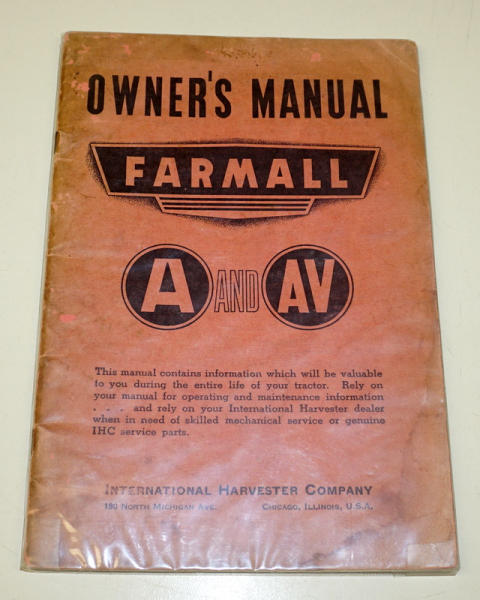 OWNER'S MANUAL
FARMALL
A AND AV
This manual contains information which will be valuable
to you during the entire life of your tractor. Rely on
your manual for operating and maintenance information
. . . and rely on your International Harvester dealer
when in need of skilled mechanical service or genuine
IHC service parts.
INTERNATIONAL HARVESTER COMPANY
180 NORTH MICHIGAN AVE. CHICAGO, ILLINOIS, U.S.A.